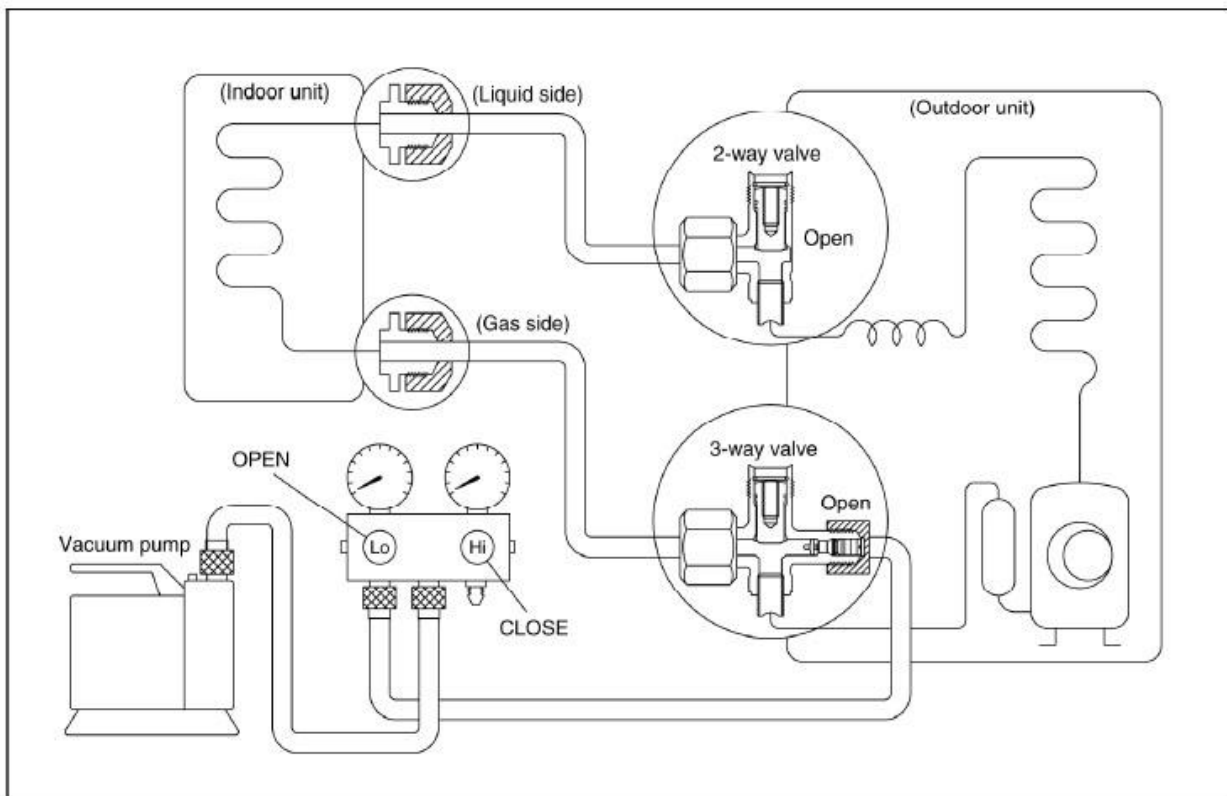 (Indoor unit)
(Liquid side)
(Outdoor unit)
2-way valve
Open
(Gas side)
3-way valve
Open
OPEN
Lo
Hi
Vacuum pump
CLOSE